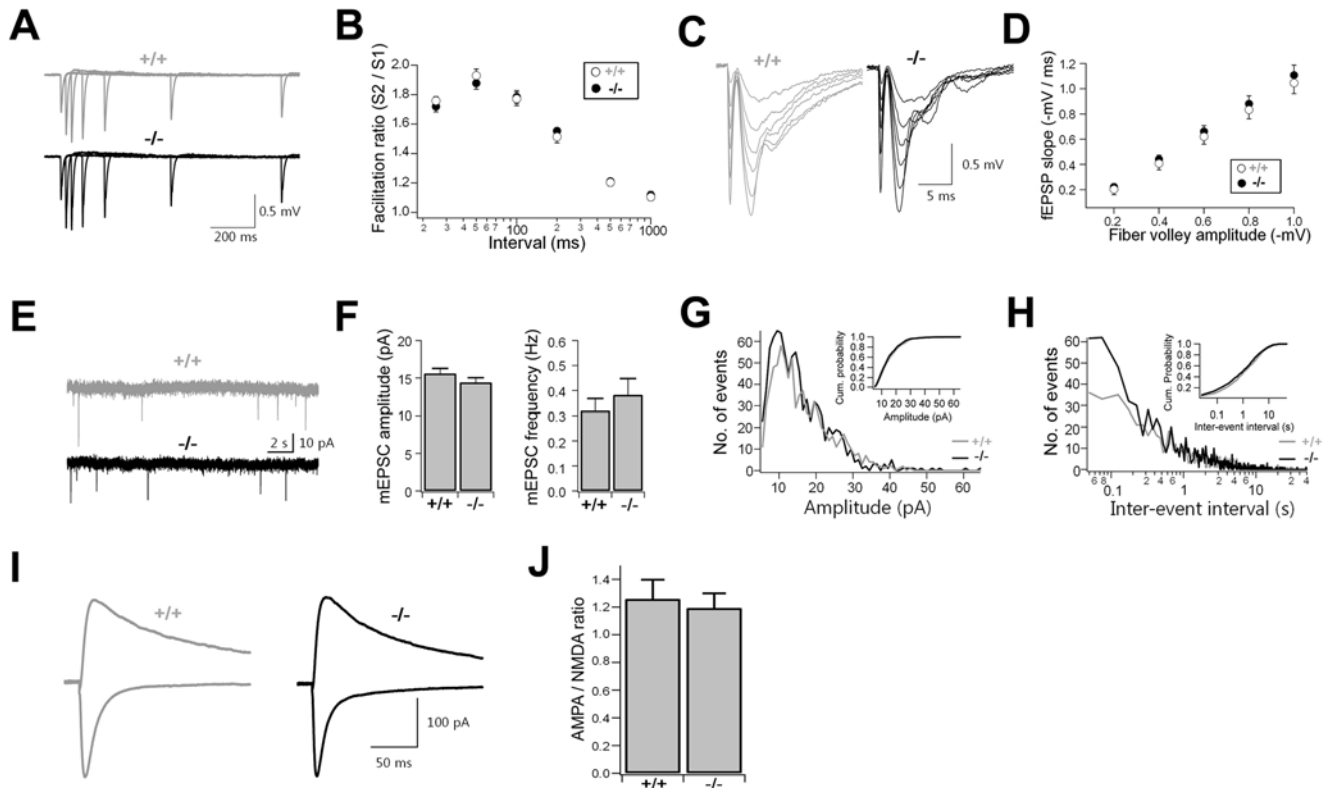 A
+/+
-/-
0.5 mV
200 ms
B
Facilitation ratio (S2 / S1)
2.0
1.8
1.6
1.4
1.2
1.0
+/+
-/-
2 3 4 5 6 7 100 2 3 4 5 6 7 1000
Interval (ms)
C
+/+
-/-
0.5 mV
5 ms
D
fEPSP slope (-mV / ms)
1.2
1.0
0.8
0.6
0.4
0.2
+/+
-/-
0.2 0.4 0.6 0.8 1.0
Fiber volley amplitude (-mV)
E
+/+
-/-
2 s 10 pA
F
mEPSC amplitude (pA)
20
15
10
5
0
+/+ -/-
mEPSC frequency (Hz)
0.6
0.5
0.4
0.3
0.2
0.1
0.0
+/+ -/-
G
No. of events
60
50
40
30
20
10
0
Cum. probability
1.0
0.8
0.6
0.4
0.2
0.0
10 20 30 40 50 60
Amplitude (pA)
+/+
-/-
10 20 30 40 50 60
Amplitude (pA)
H
No. of events
60
50
40
30
20
10
0
Cum. Probability
1.0
0.8
0.6
0.4
0.2
0.1 1 10
Inter-event interval (s)
+/+
-/-
6 8 0.1 2 4 6 1 2 4 6 10 2 4
Inter-event interval (s)
I
+/+
-/-
100 pA
50 ms
J
AMPA / NMDA ratio
1.4
1.2
1.0
0.8
0.6
0.4
0.2
0.0
+/+ -/-